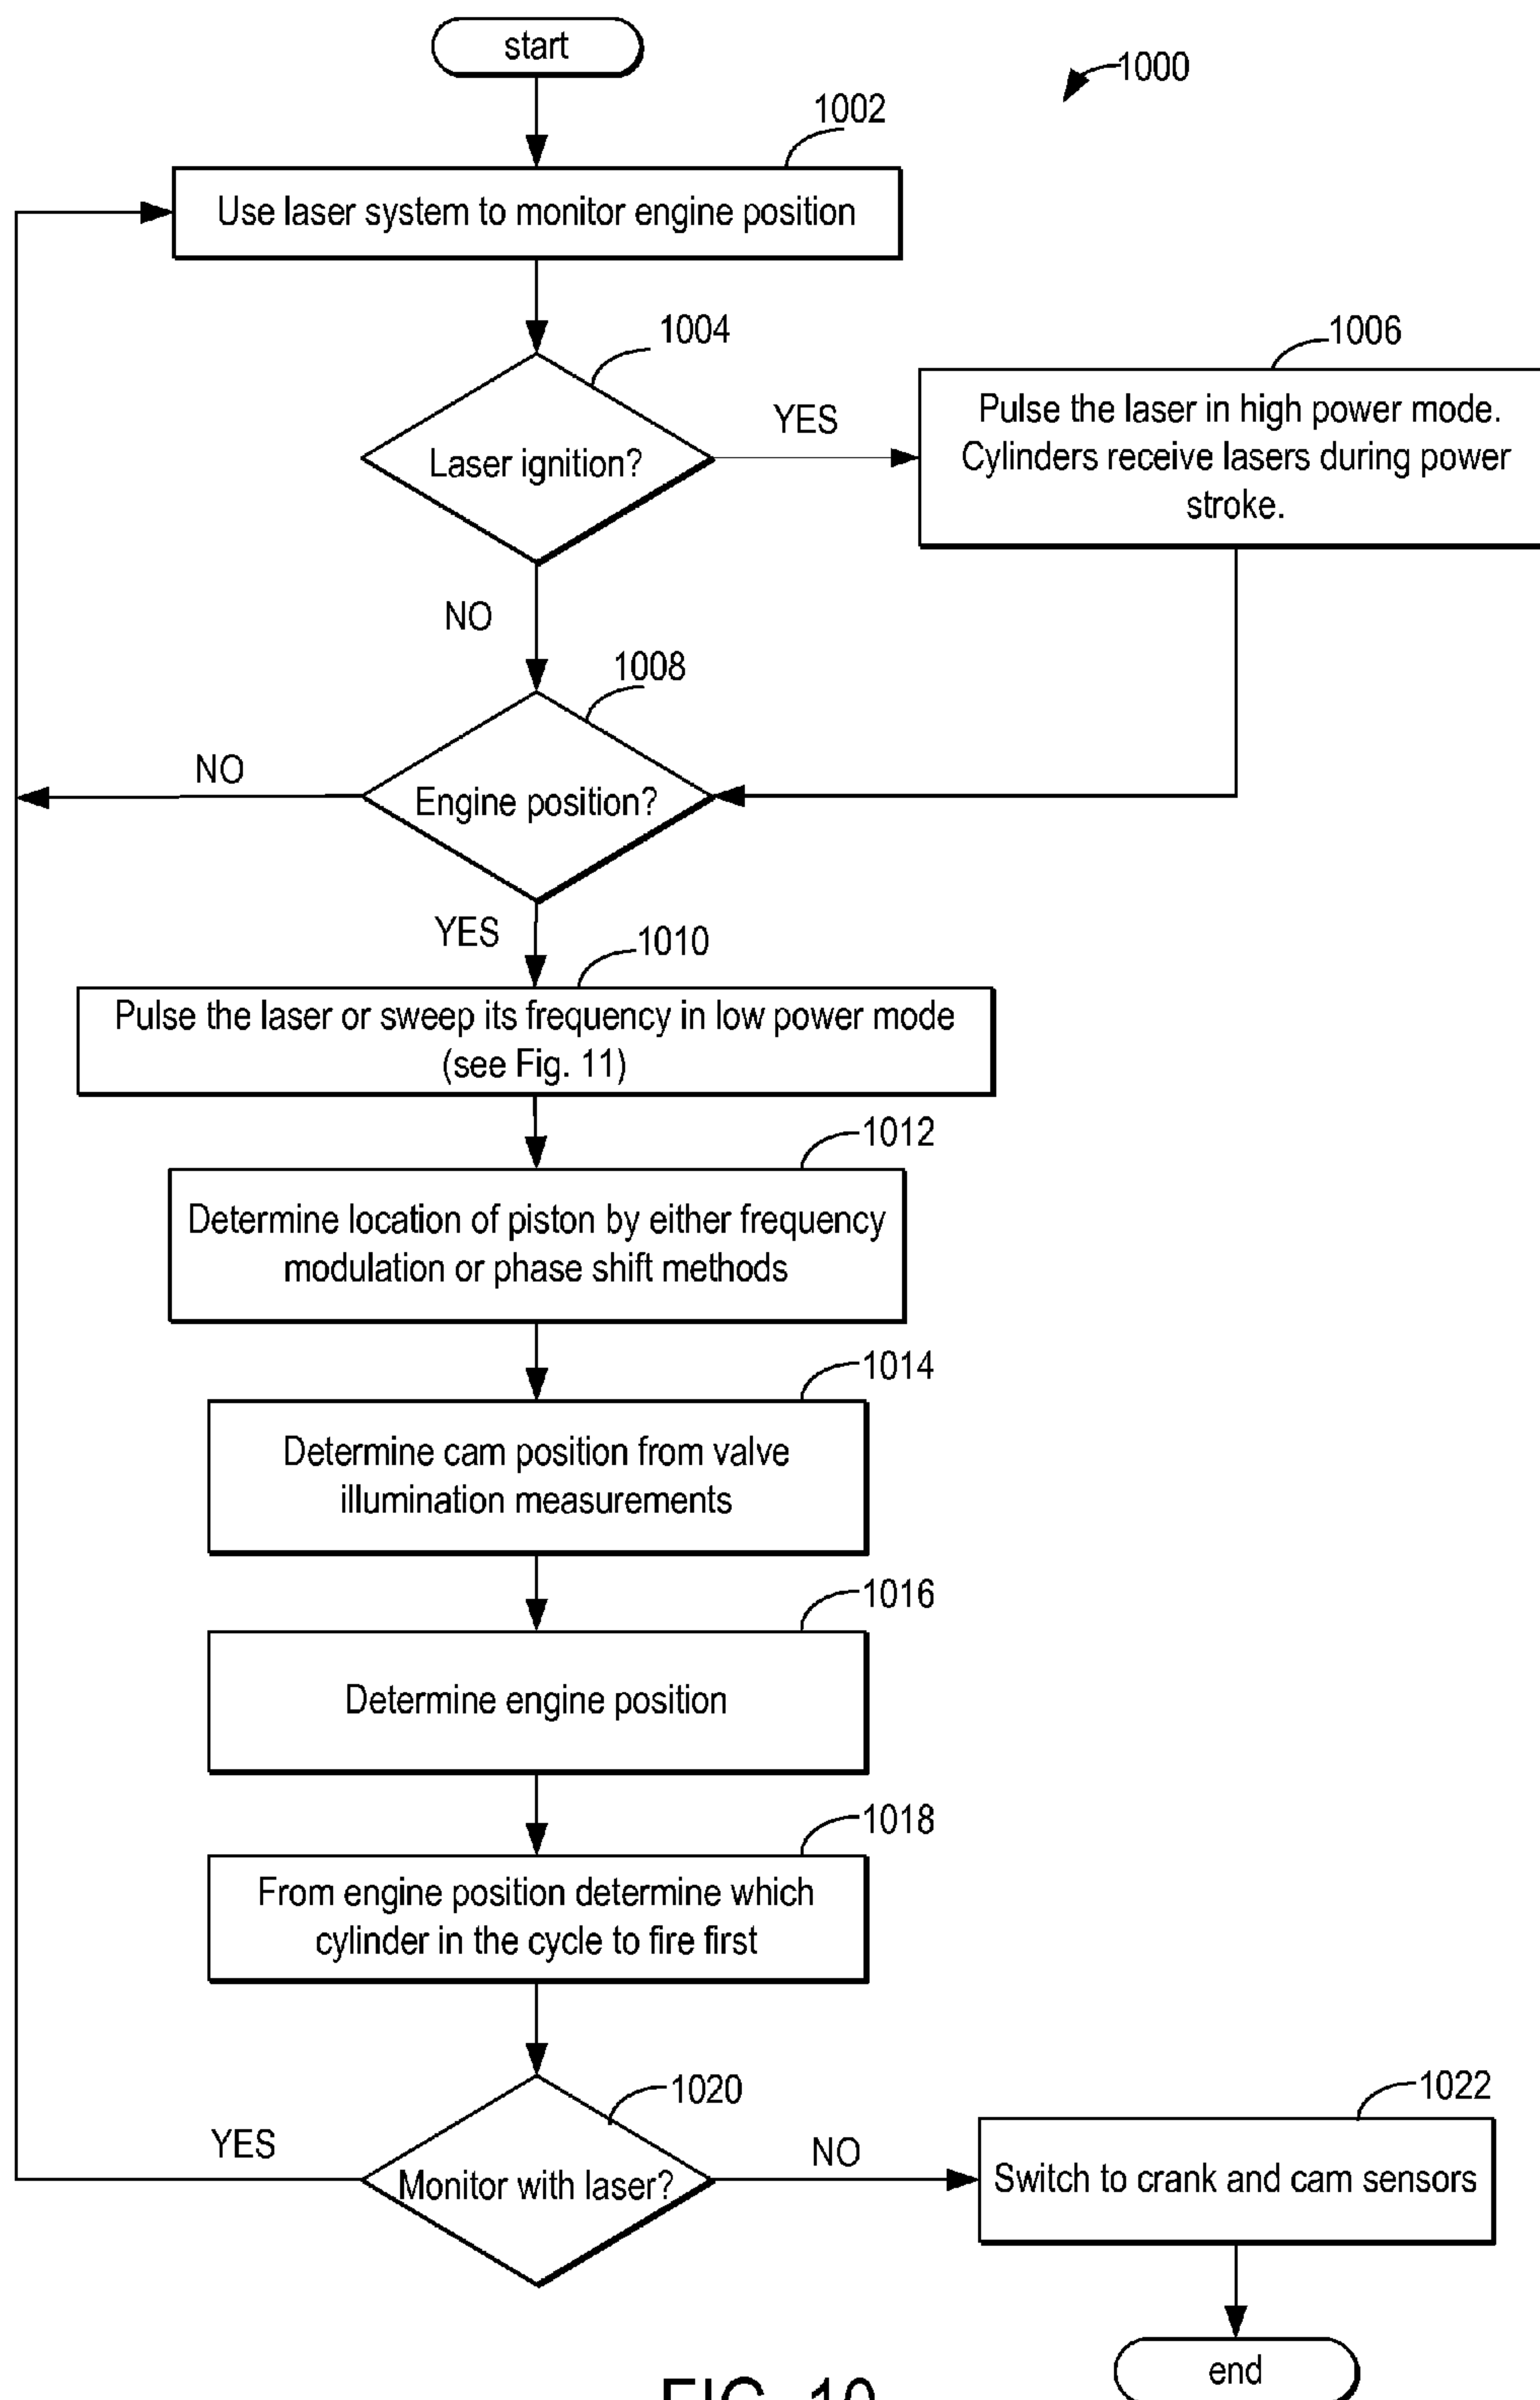 start
1000
1002
Use laser system to monitor engine position
1004
Laser ignition?
YES
1006
Pulse the laser in high power mode.
Cylinders receive lasers during power
stroke.
NO
1008
Engine position?
NO
YES
1010
Pulse the laser or sweep its frequency in low power mode
(see Fig. 11)
1012
Determine location of piston by either frequency
modulation or phase shift methods
1014
Determine cam position from valve
illumination measurements
1016
Determine engine position
1018
From engine position determine which
cylinder in the cycle to fire first
1020
Monitor with laser?
YES
NO
1022
Switch to crank and cam sensors
end
FIG. 10